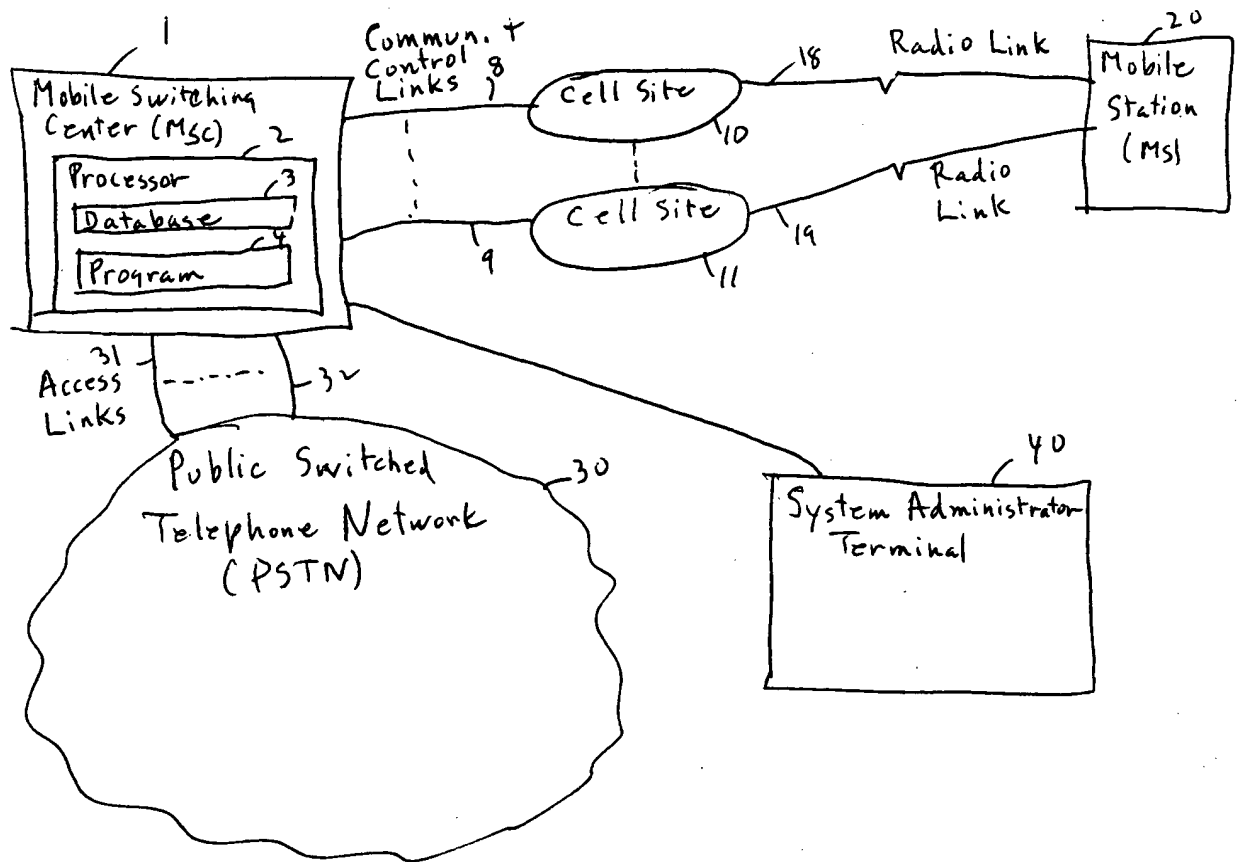 1
Mobile Switching
Center (MSC)
2
Processor
3
Database
4
Program
Commun. +
Control
Links 8
9
Cell Site
10
Cell Site
11
18
Radio Link
19
Radio
Link
20
Mobile
Station
(MS)
31
Access
Links
32
Public Switched
Telephone Network
(PSTN)
30
40
System Administrator
Terminal